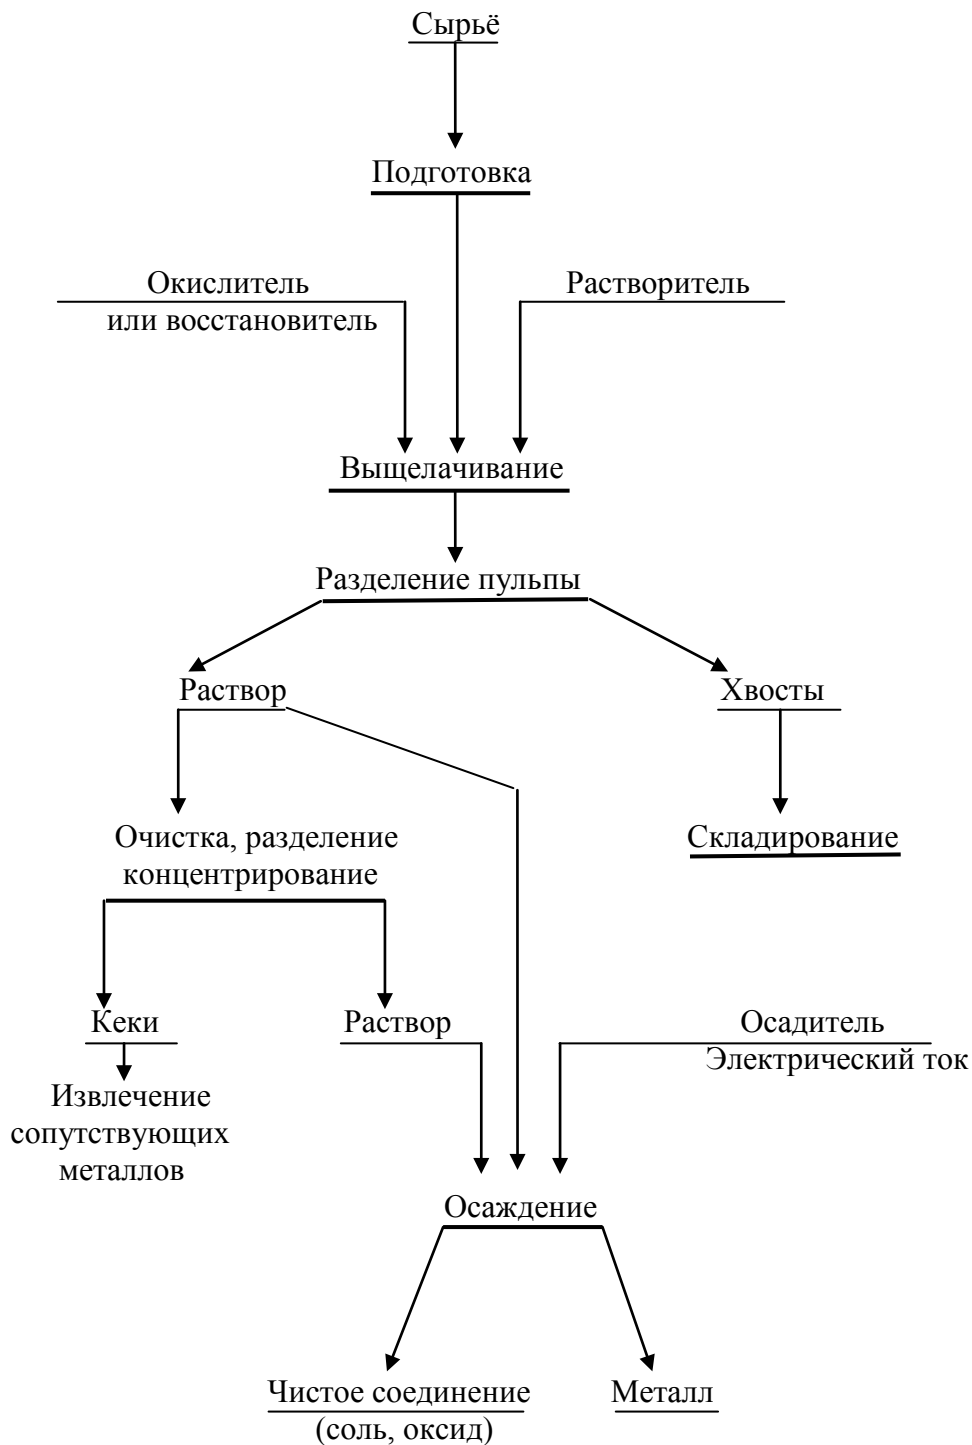 Сырьё
Подготовка
Окислитель
или восстановитель
Растворитель
Выщелачивание
Разделение пульпы
Раствор
Хвосты
Очистка, разделение
концентрирование
Складирование
Кеки
Раствор
Осадитель
Электрический ток
Извлечение
сопутствующих
металлов
Осаждение
Чистое соединение
(соль, оксид)
Металл